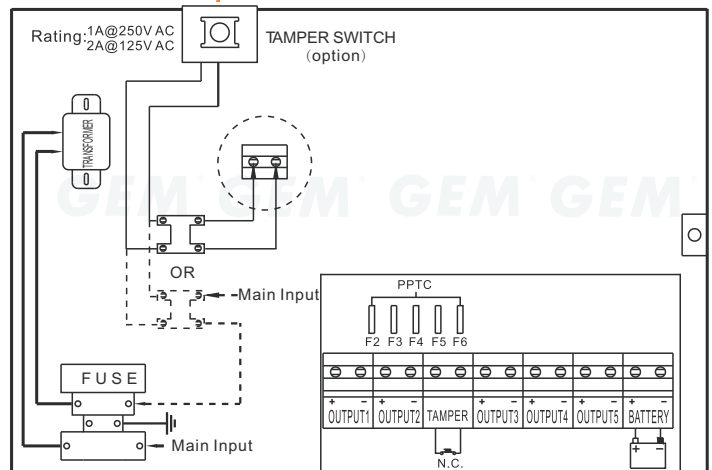 Rating:1A@250V AC
2A@125V AC
TAMPER SWITCH
(option)
TRANSFORMER
GEM GEM GEM GEM
OR
Main Input
PPTC
F2 F3 F4 F5 F6
FUSE
+ − + − + − + − + − + −
OUTPUT1 OUTPUT2 TAMPER OUTPUT3 OUTPUT4 OUTPUT5 BATTERY
Main Input
+ −
N.C.